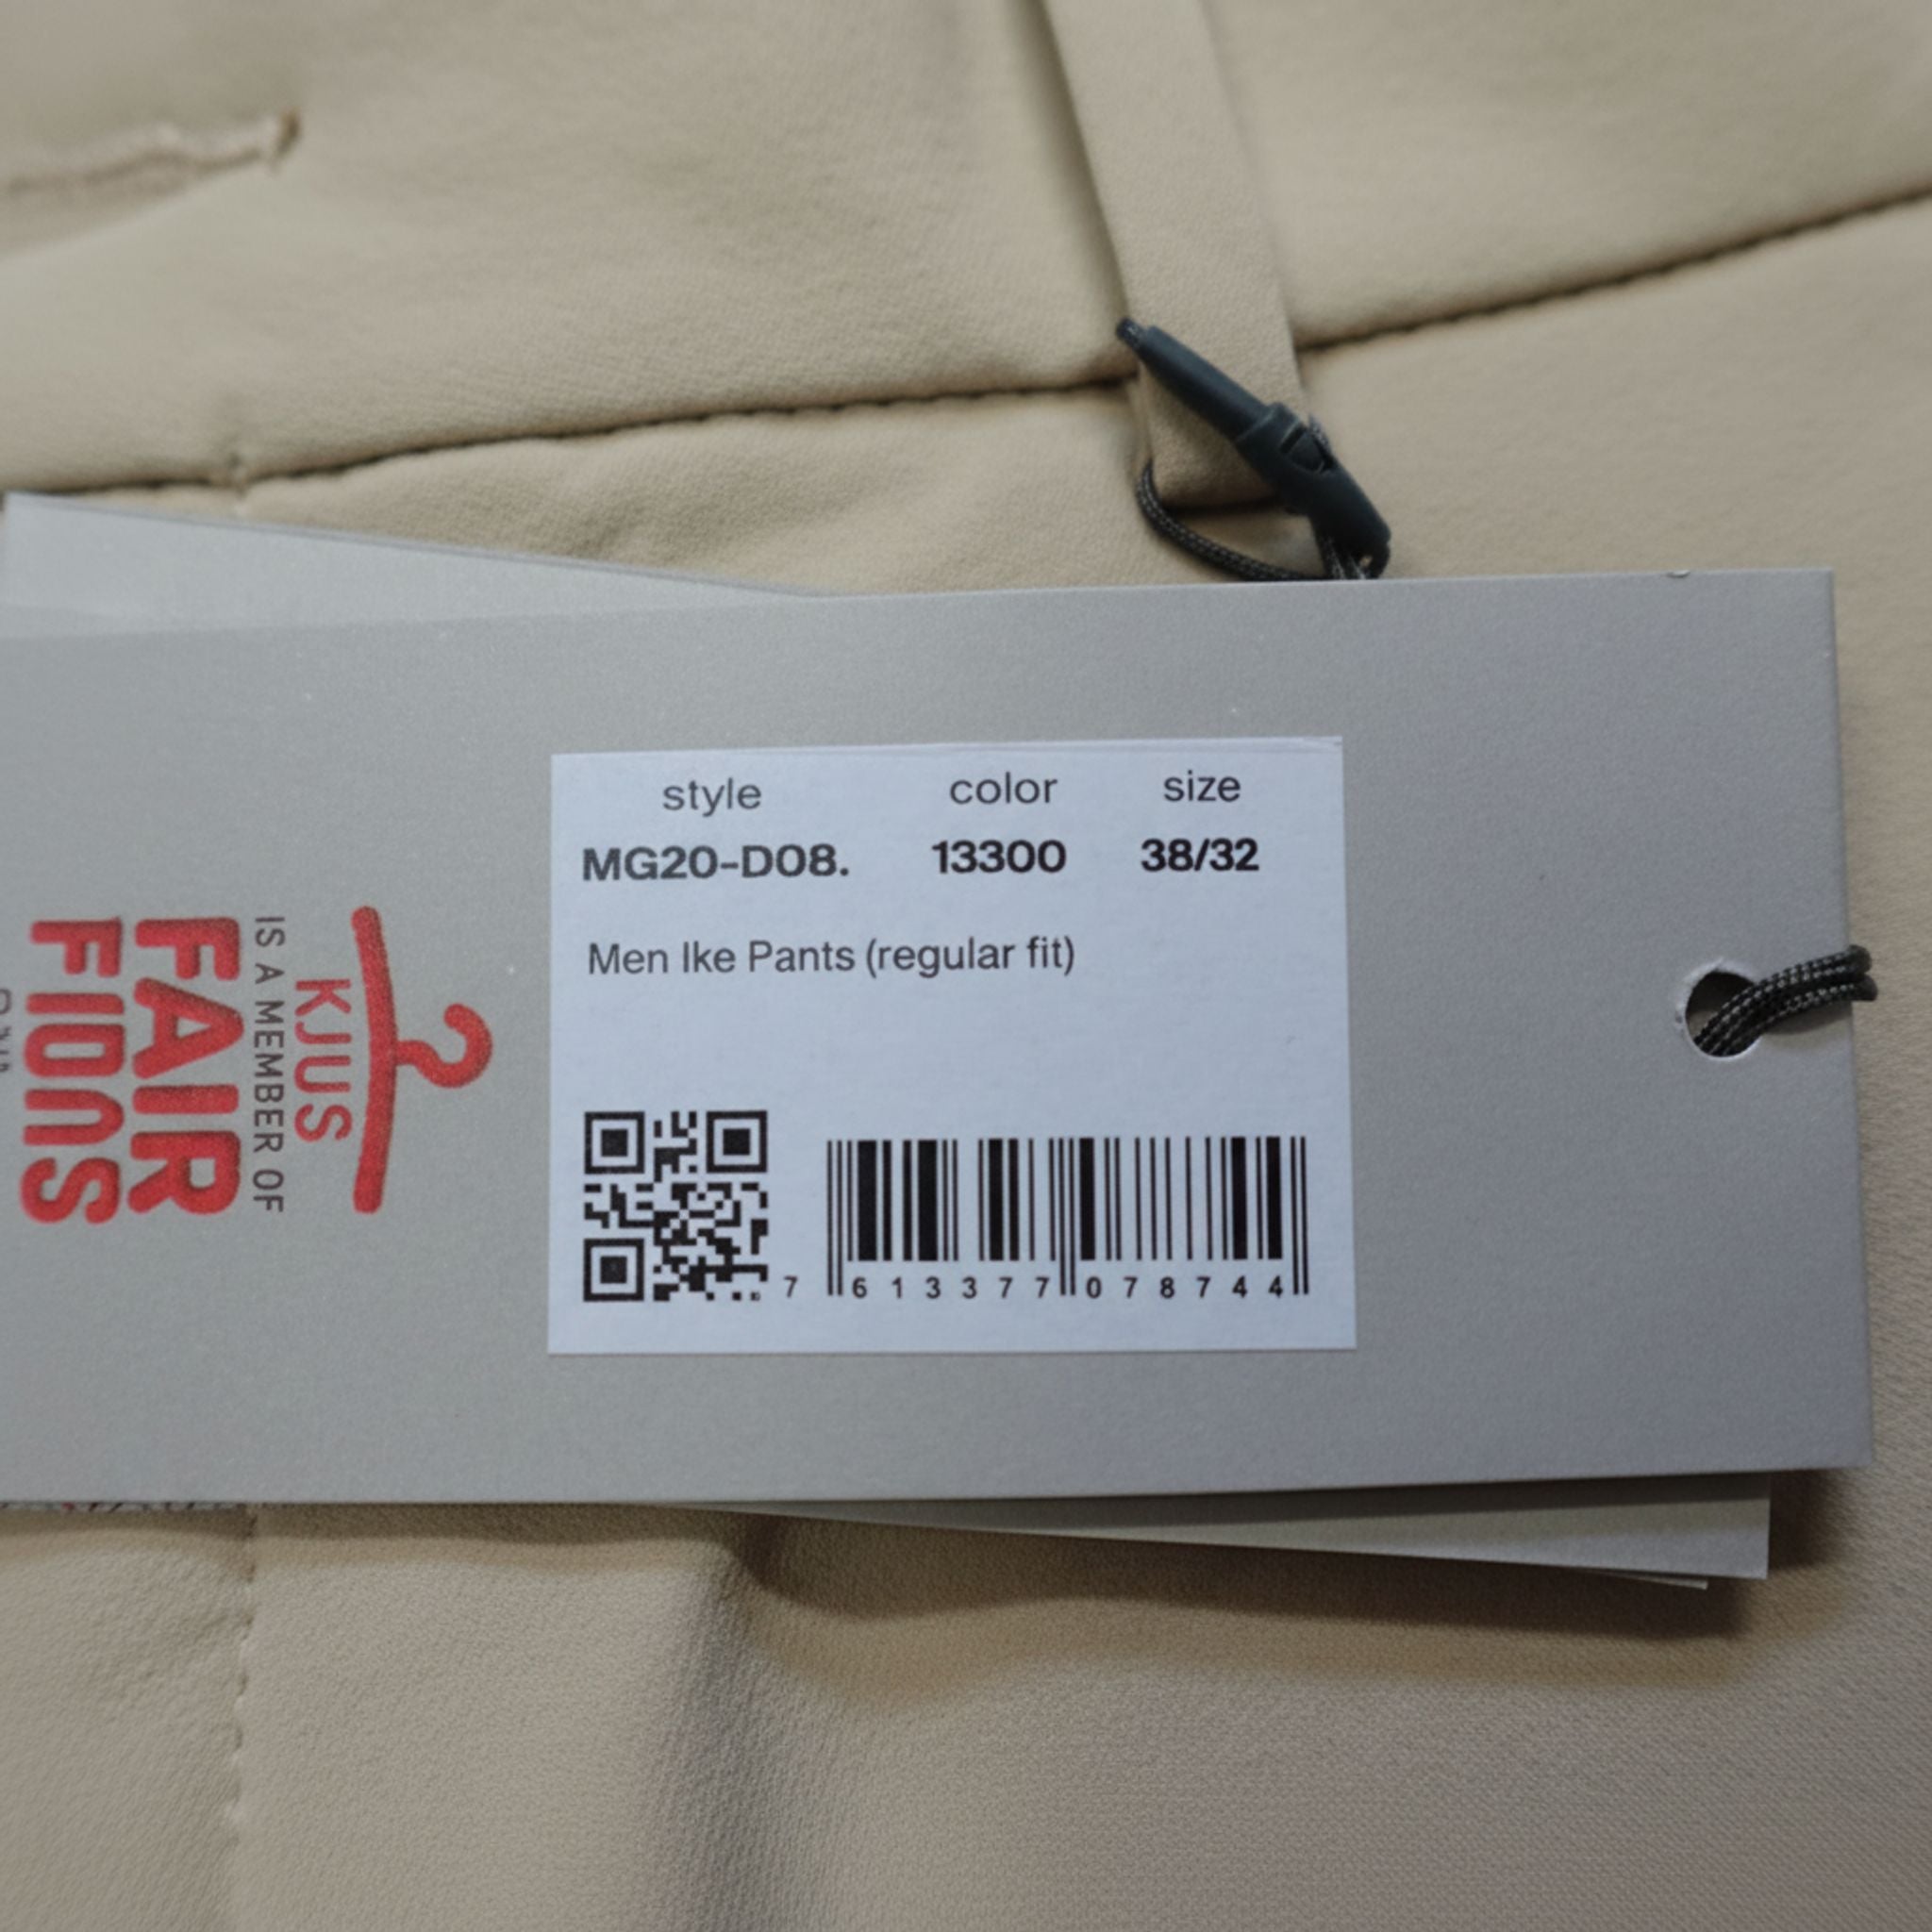 style color size
MG20-D08. 13300 38/32
Men Ike Pants (regular fit)
7 613377 078744
KJUS
IS A MEMBER OF
FAIR